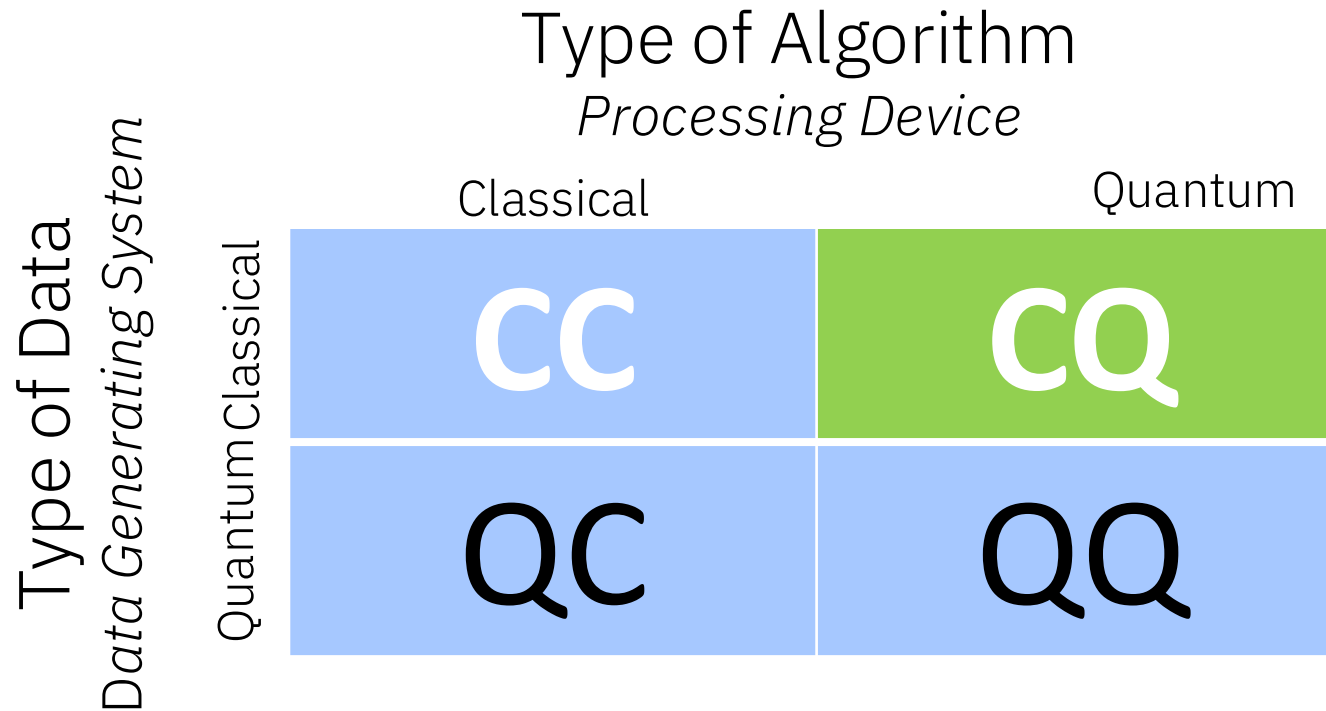 Type of Algorithm
Processing Device
Classical
Quantum
Type of Data
Data Generating System
Classical
CC
CQ
Quantum
QC
QQ